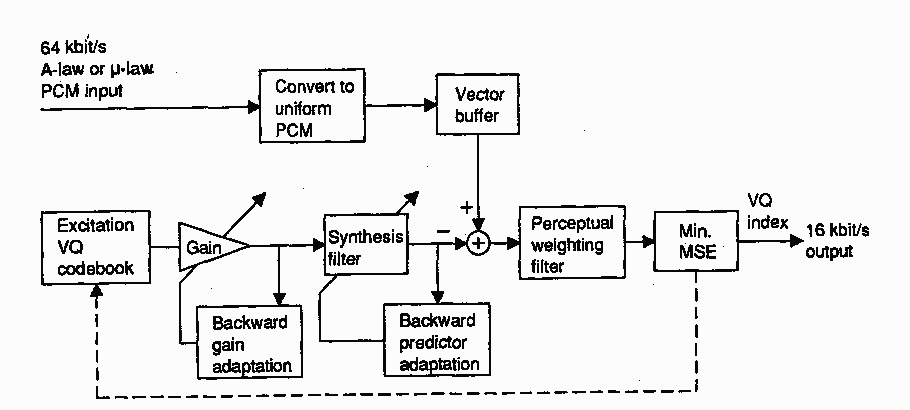 64 kbit/s
A-law or μ-law
PCM input
Convert to
uniform
PCM
Vector
buffer
+
Excitation
VQ
codebook
Gain
Synthesis
filter
−
+
Perceptual
weighting
filter
Min.
MSE
VQ
index
16 kbit/s
output
Backward
gain
adaptation
Backward
predictor
adaptation